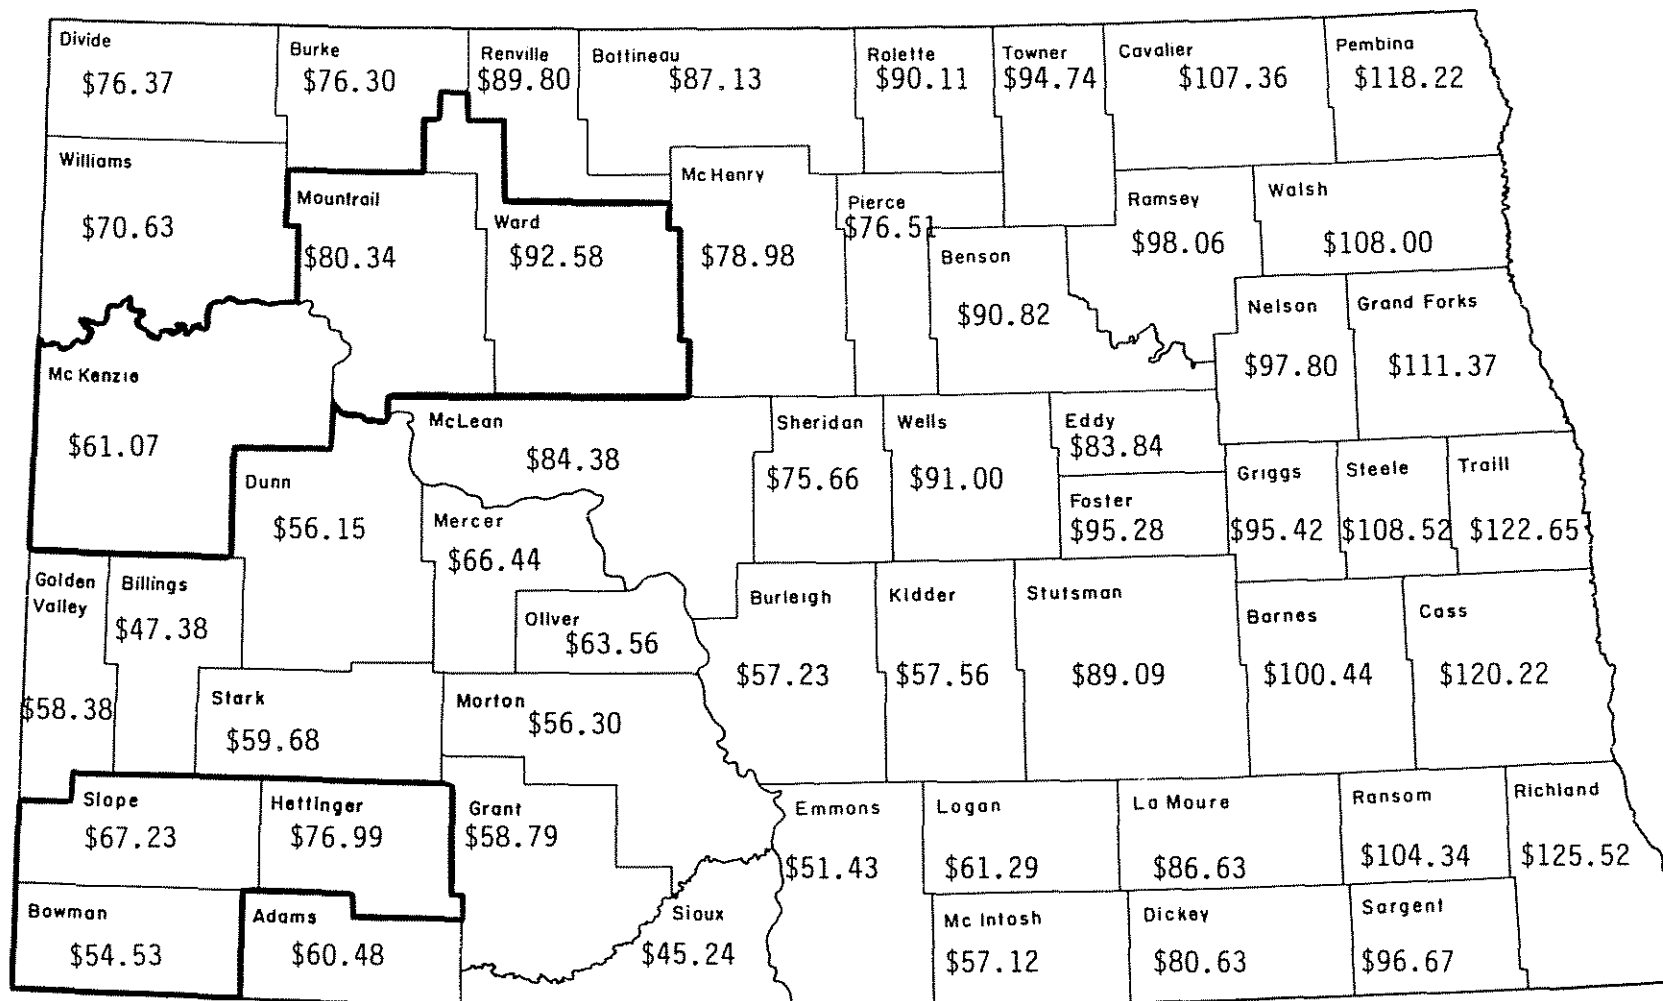 Divide
$76.37
Burke
$76.30
Renville
$89.80
Bottineau
$87.13
Rolette
$90.11
Towner
$94.74
Cavalier
$107.36
Pembina
$118.22
Williams
$70.63
Mountrail
$80.34
Ward
$92.58
McHenry
$78.98
Pierce
$76.51
Benson
$90.82
Ramsey
$98.06
Walsh
$108.00
Nelson
$97.80
Grand Forks
$111.37
McKenzie
$61.07
Dunn
$56.15
McLean
$84.38
Mercer
$66.44
Oliver
$63.56
Sheridan
$75.66
Wells
$91.00
Eddy
$83.84
Foster
$95.28
Griggs
$95.42
Steele
$108.52
Traill
$122.65
Golden
Valley
$58.38
Billings
$47.38
Stark
$59.68
Morton
$56.30
Burleigh
$57.23
Kidder
$57.56
Stutsman
$89.09
Barnes
$100.44
Cass
$120.22
Slope
$67.23
Hettinger
$76.99
Grant
$58.79
Emmons
$51.43
Logan
$61.29
La Moure
$86.63
Ransom
$104.34
Richland
$125.52
Bowman
$54.53
Adams
$60.48
Sioux
$45.24
Mc Intosh
$57.12
Dickey
$80.63
Sargent
$96.67